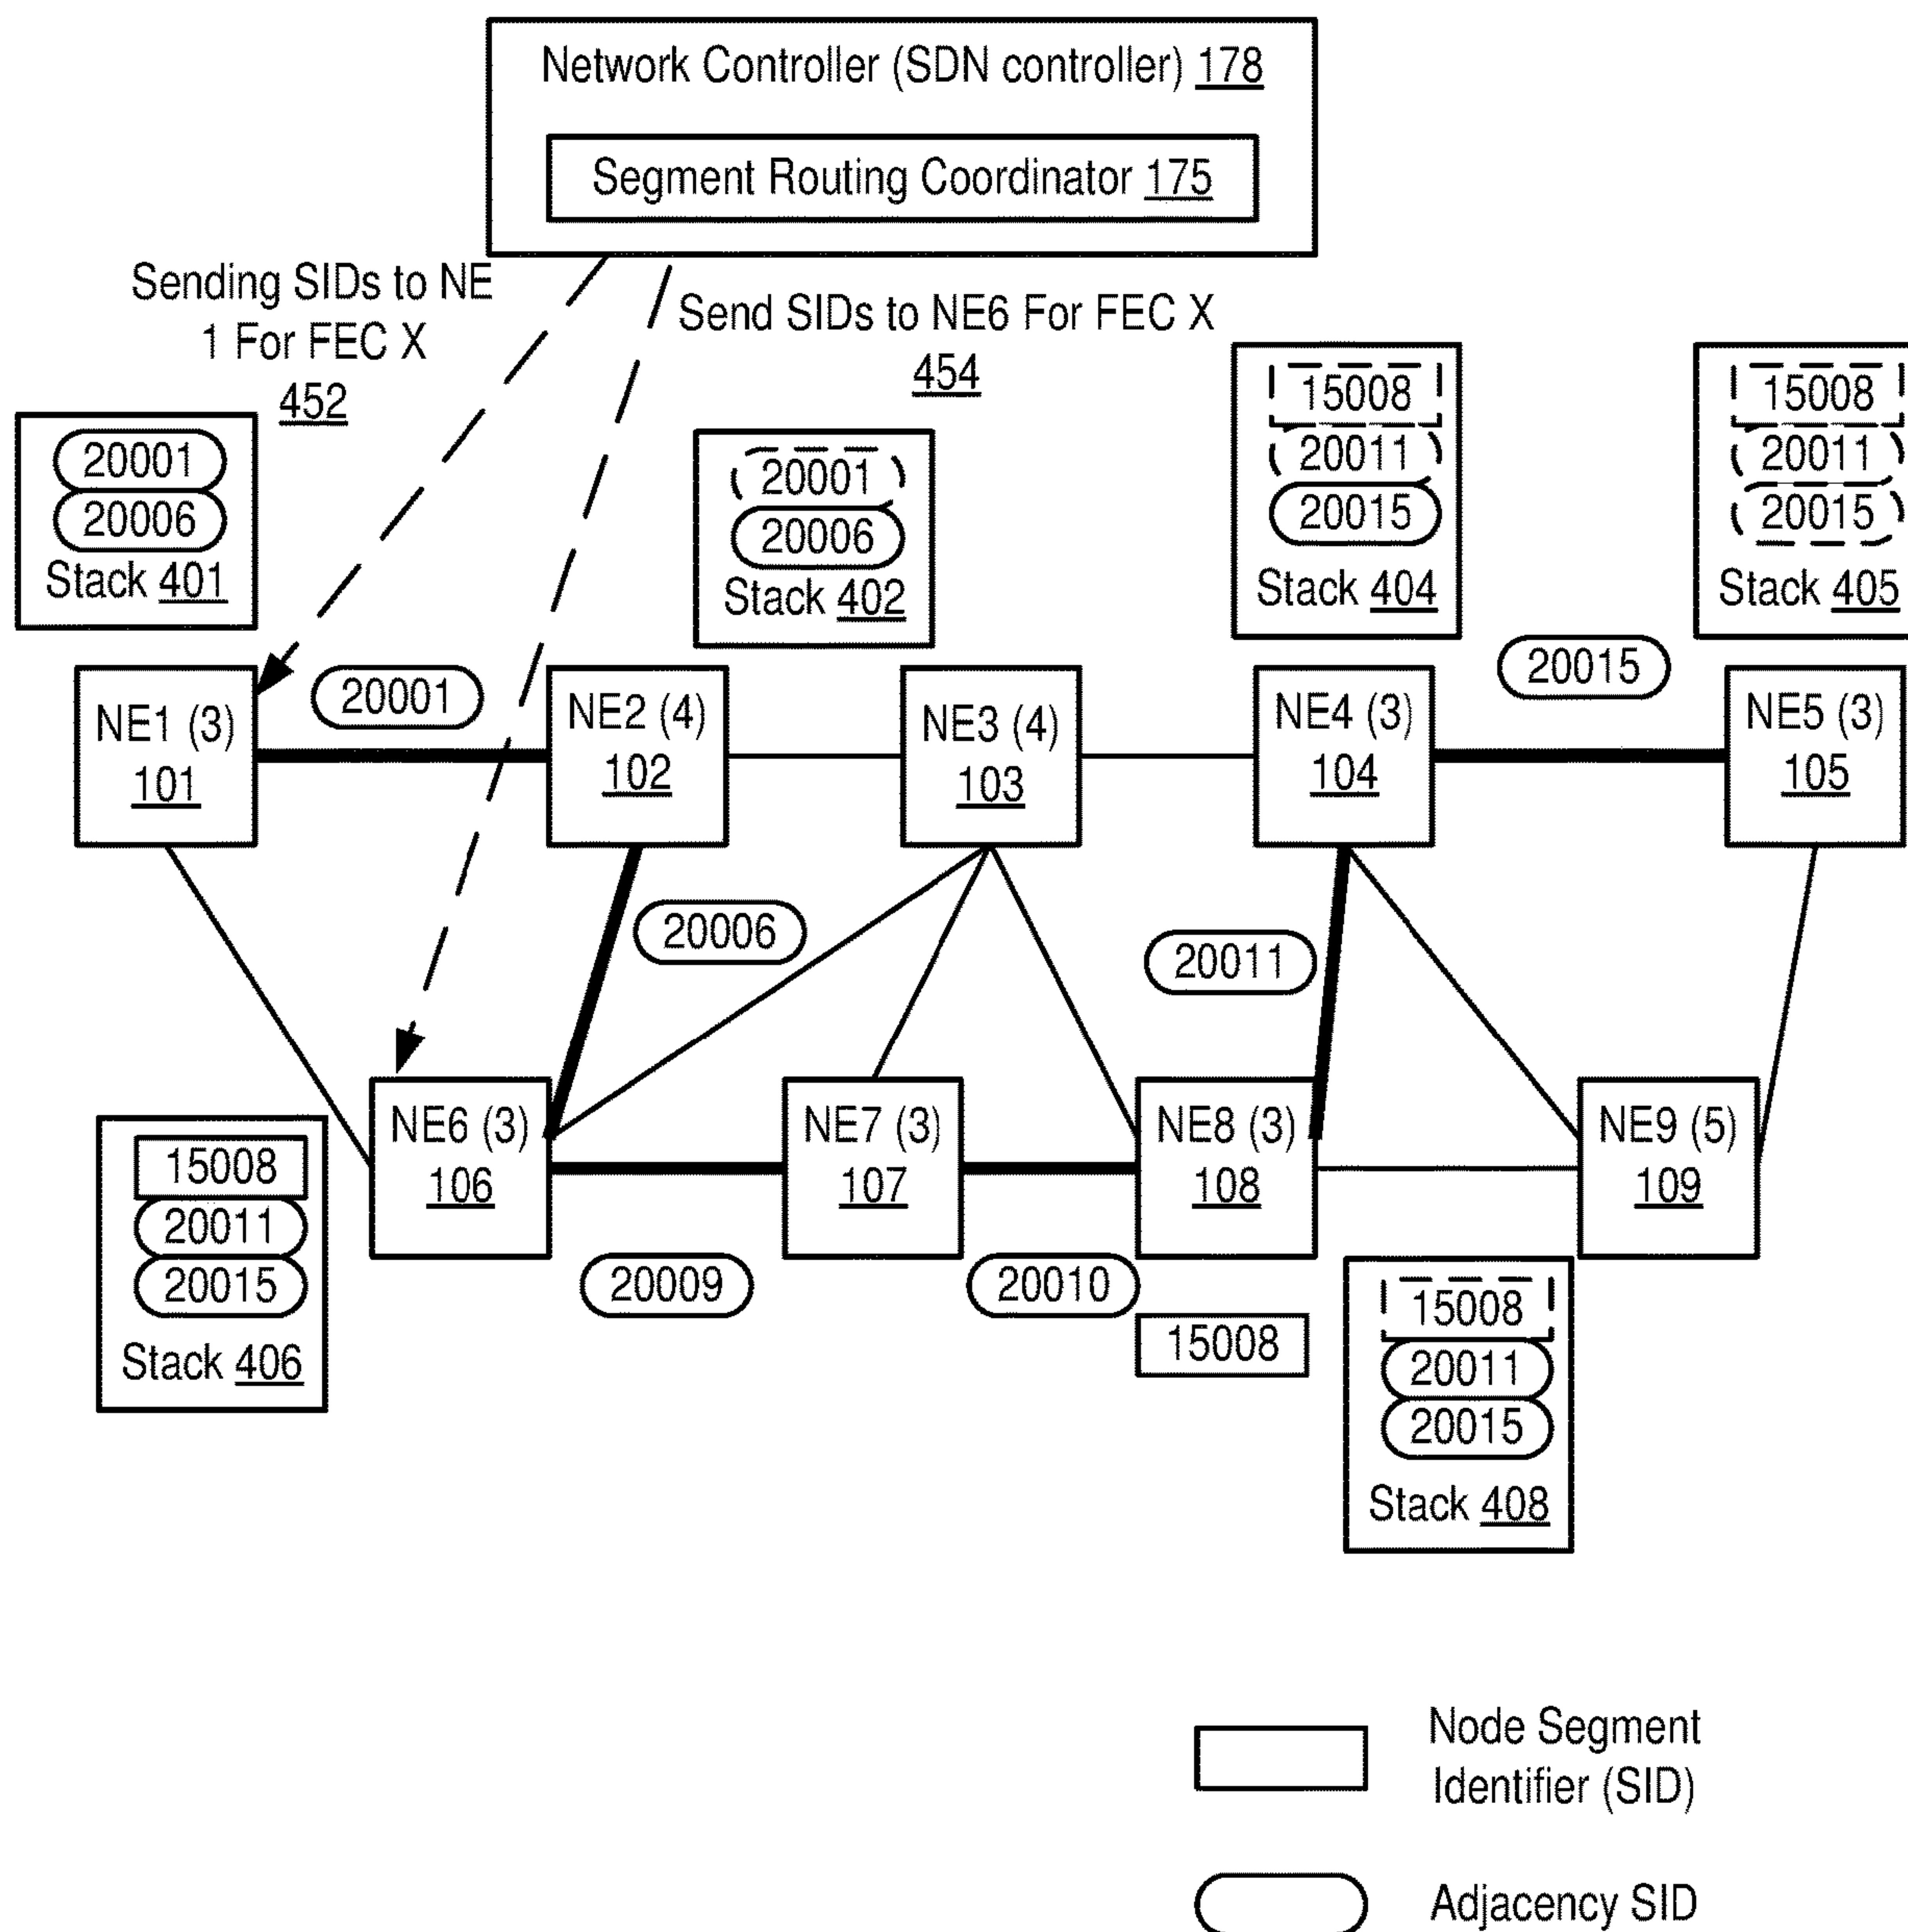 Network Controller (SDN controller) 178
Segment Routing Coordinator 175
Sending SIDs to NE
1 For FEC X
452
Send SIDs to NE6 For FEC X
454
20001
20006
Stack 401
20001
20006
Stack 402
15008
20011
20015
Stack 404
15008
20011
20015
Stack 405
20001
20015
NE1 (3)
101
NE2 (4)
102
NE3 (4)
103
NE4 (3)
104
NE5 (3)
105
20006
20011
NE6 (3)
106
NE7 (3)
107
NE8 (3)
108
NE9 (5)
109
15008
20011
20015
Stack 406
20009
20010
15008
15008
20011
20015
Stack 408
Node Segment
Identifier (SID)
Adjacency SID